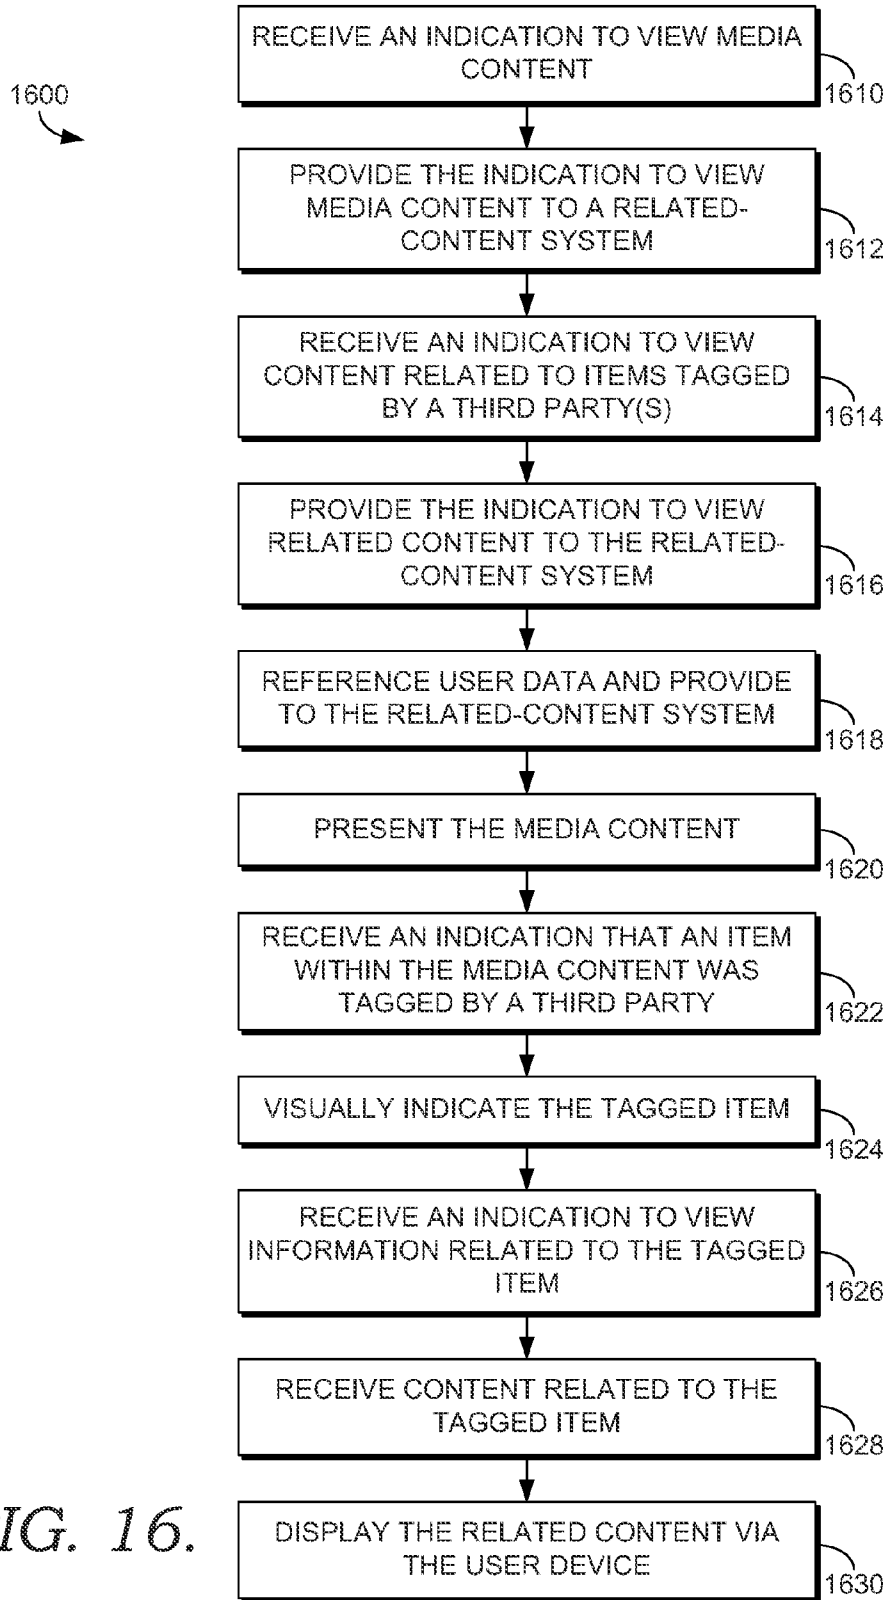 RECEIVE AN INDICATION TO VIEW MEDIA
CONTENT
1610
1600
PROVIDE THE INDICATION TO VIEW
MEDIA CONTENT TO A RELATED-
CONTENT SYSTEM
1612
RECEIVE AN INDICATION TO VIEW
CONTENT RELATED TO ITEMS TAGGED
BY A THIRD PARTY(S)
1614
PROVIDE THE INDICATION TO VIEW
RELATED CONTENT TO THE RELATED-
CONTENT SYSTEM
1616
REFERENCE USER DATA AND PROVIDE
TO THE RELATED-CONTENT SYSTEM
1618
PRESENT THE MEDIA CONTENT
1620
RECEIVE AN INDICATION THAT AN ITEM
WITHIN THE MEDIA CONTENT WAS
TAGGED BY A THIRD PARTY
1622
VISUALLY INDICATE THE TAGGED ITEM
1624
RECEIVE AN INDICATION TO VIEW
INFORMATION RELATED TO THE TAGGED
ITEM
1626
RECEIVE CONTENT RELATED TO THE
TAGGED ITEM
1628
DISPLAY THE RELATED CONTENT VIA
THE USER DEVICE
1630
IG. 16.